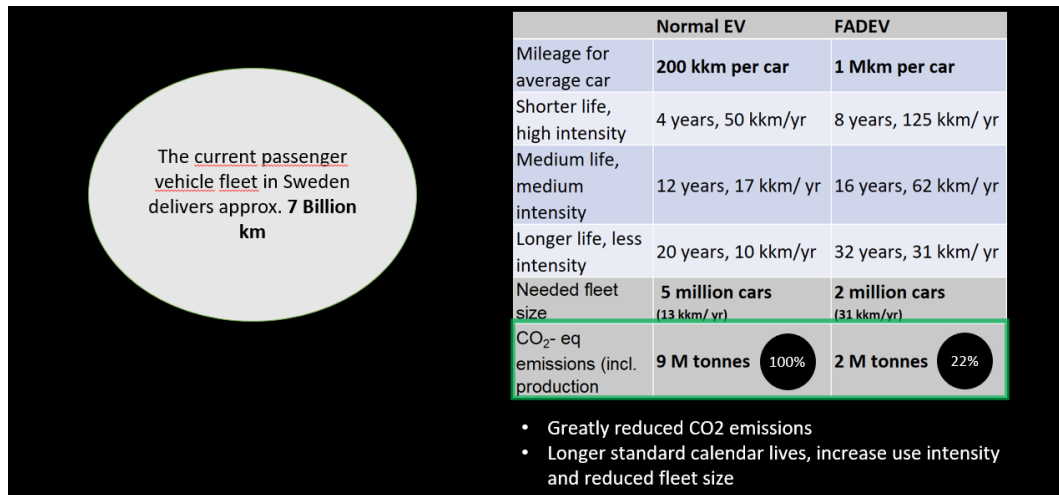 The current passenger
vehicle fleet in Sweden
delivers approx. 7 Billion
km
Normal EV FADEV
Mileage for
average car
200 kkm per car 1 Mkm per car
Shorter life,
high intensity
4 years, 50 kkm/yr 8 years, 125 kkm/ yr
Medium life,
medium
intensity
12 years, 17 kkm/ yr 16 years, 62 kkm/ yr
Longer life, less
intensity
20 years, 10 kkm/yr 32 years, 31 kkm/ yr
Needed fleet
size
5 million cars 2 million cars
(13 kkm/ yr) (31 kkm/yr)
CO₂- eq
emissions (incl.
production
9 M tonnes 100% 2 M tonnes 22%
• Greatly reduced CO2 emissions
• Longer standard calendar lives, increase use intensity
and reduced fleet size